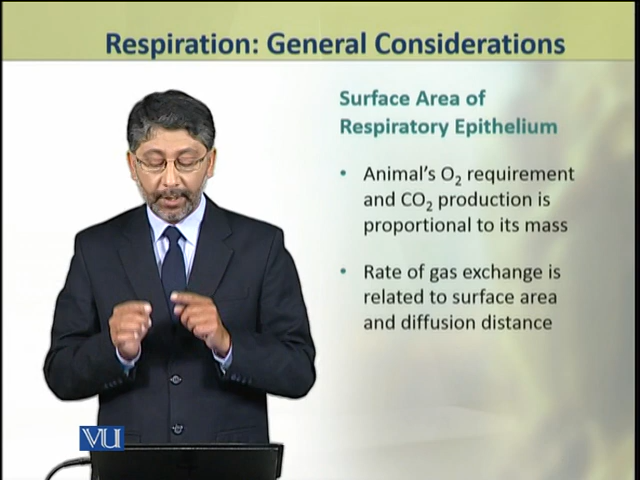 Respiration: General Considerations
Surface Area of
Respiratory Epithelium
• Animal's O₂ requirement
and CO₂ production is
proportional to its mass
• Rate of gas exchange is
related to surface area
and diffusion distance
VU